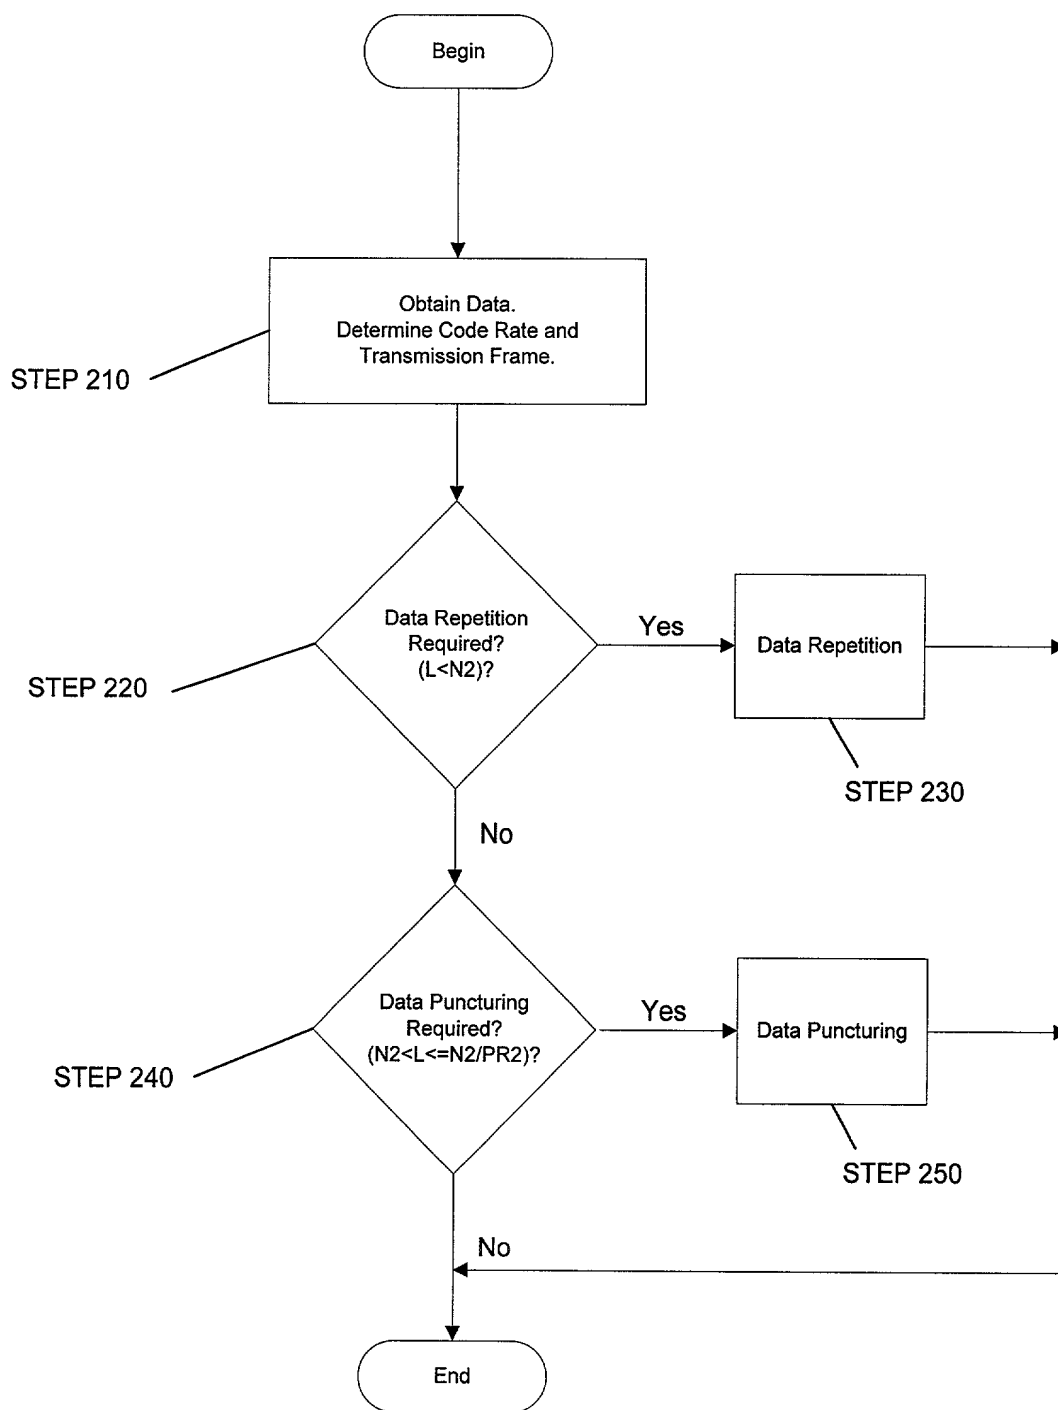 Begin
Obtain Data.
Determine Code Rate and
Transmission Frame.
STEP 210
Data Repetition
Required?
(L<N2)?
Yes
Data Repetition
STEP 220
STEP 230
No
Data Puncturing
Required?
(N2<L<=N2/PR2)?
Yes
Data Puncturing
STEP 240
STEP 250
No
End